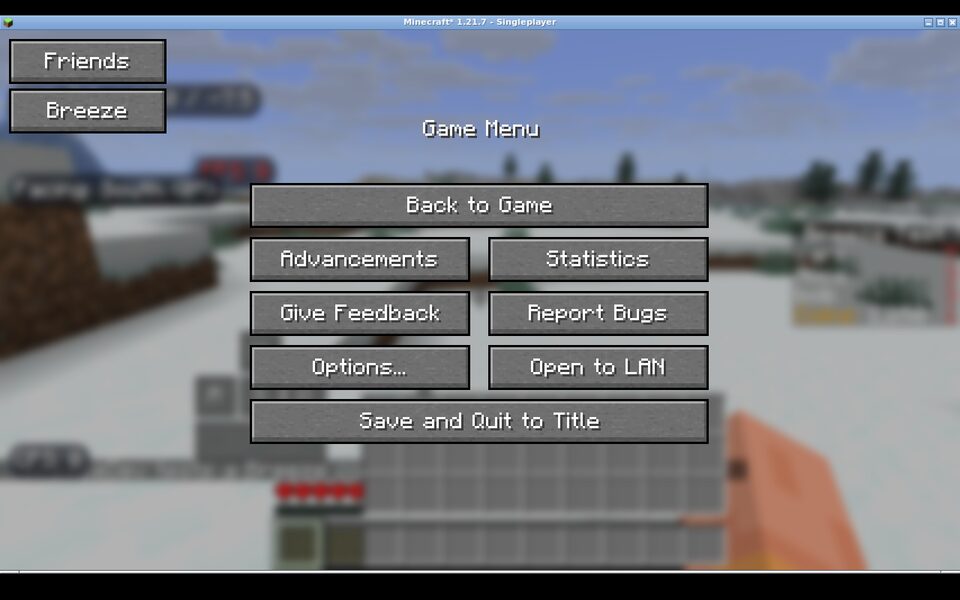 Minecraft* 1.21.7 - Singleplayer
Friends
Breeze
Game Menu
Back to Game
Advancements
Statistics
Give Feedback
Report Bugs
Options...
Open to LAN
Save and Quit to Title